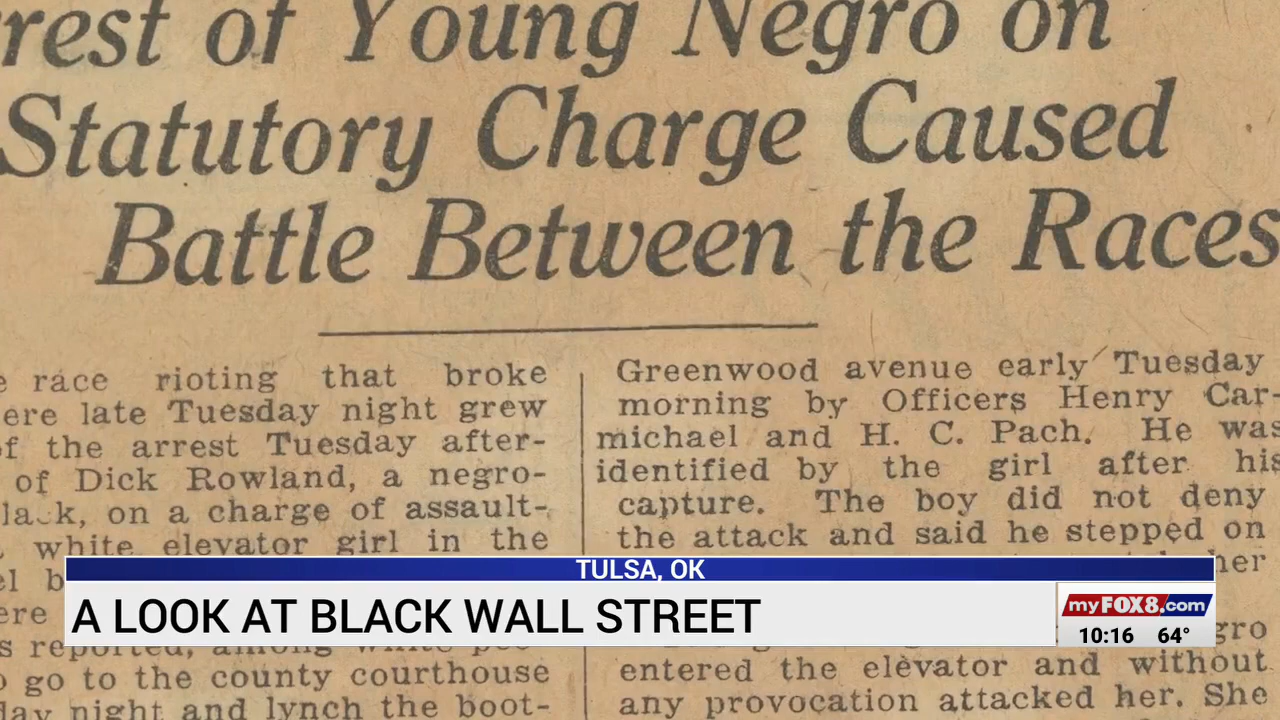 rest of Young Negro on
Statutory Charge Caused
Battle Between the Races
e race rioting that broke
ere late Tuesday night grew
of the arrest Tuesday after-
of Dick Rowland, a negro-
on a charge of assault-
white elevator girl in the
el b
ere
s reported, among white
o go to the county courthouse
day night and lynch the boot-
Greenwood avenue early Tuesday
morning by Officers Henry Car-
michael and H. C. Pach. He was
identified by the girl after his
capture. The boy did not deny
the attack and said he stepped on
her
gro
entered the elevator and without
any provocation attacked her. She
TULSA, OK
A LOOK AT BLACK WALL STREET
myFOX8.com
10:16 64°